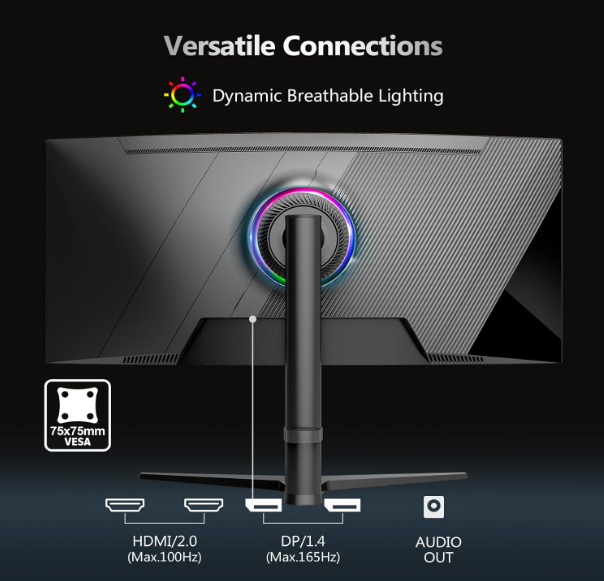 Versatile Connections
Dynamic Breathable Lighting
75x75mm
VESA
HDMI/2.0
(Max.100Hz)
DP/1.4
(Max.165Hz)
AUDIO
OUT